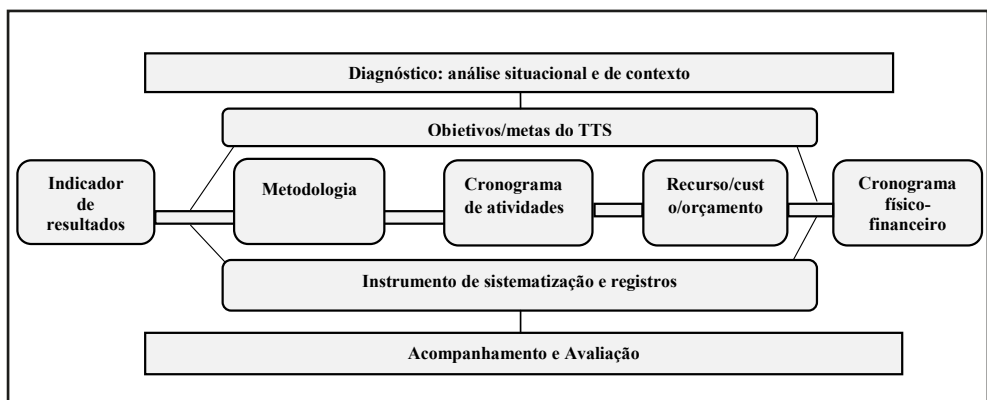 Diagnóstico: análise situacional e de contexto
Objetivos/metas do TTS
Indicador
de
resultados
Metodologia
Cronograma
de atividades
Recurso/cust
o/orçamento
Cronograma
físico-
financeiro
Instrumento de sistematização e registros
Acompanhamento e Avaliação